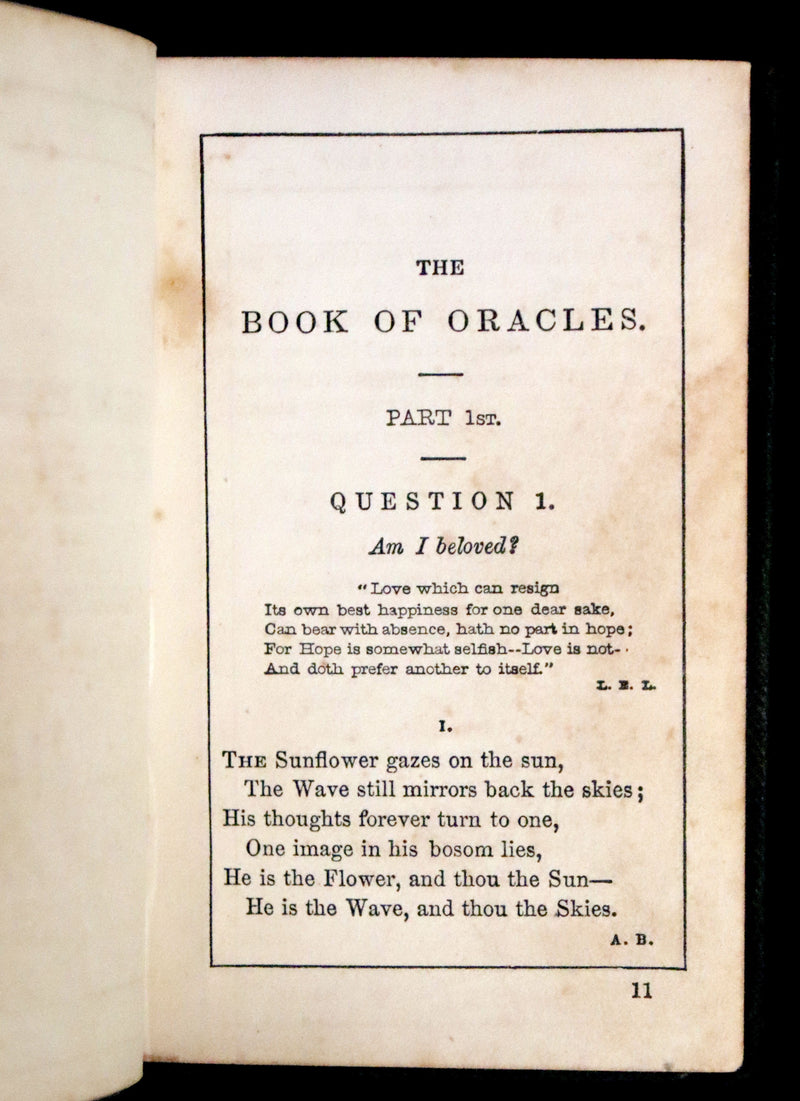 THE
BOOK OF ORACLES.
PART 1ST.
QUESTION 1.
Am I beloved?
"Love which can resign
Its own best happiness for one dear sake,
Can bear with absence, hath no part in hope;
For Hope is somewhat selfish--Love is not--
And doth prefer another to itself."
L. E. L.
I.
THE Sunflower gazes on the sun,
The Wave still mirrors back the skies;
His thoughts forever turn to one,
One image in his bosom lies,
He is the Flower, and thou the Sun—
He is the Wave, and thou the Skies.
A. B.
11